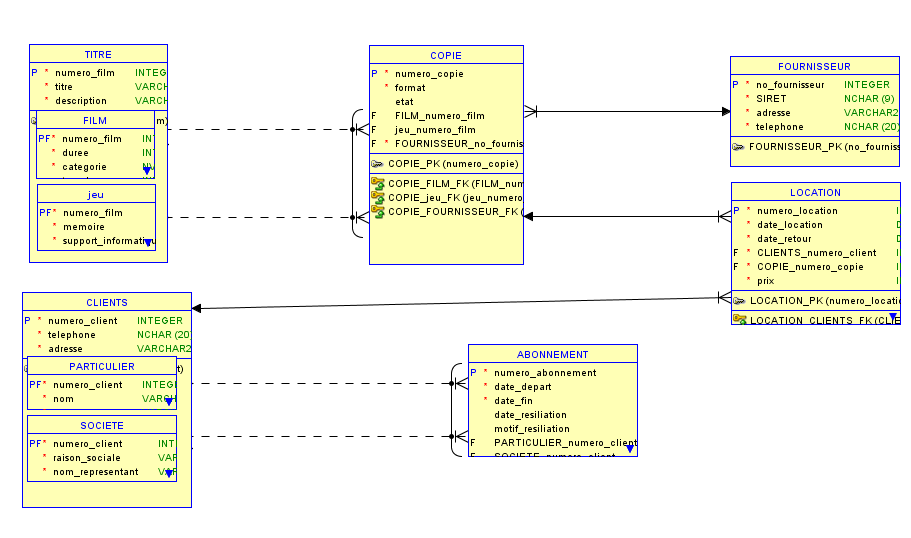 TITRE
P * numero_film INTEG
* titre VARCH
* description VARCH
m)
FILM
PF* numero_film INT
* duree INT
* categorie
jeu
PF* numero_film
* memoire
* support_informatiqu
COPIE
P * numero_copie
* format
etat
F FILM_numero_film
F jeu_numero_film
F * FOURNISSEUR_no_fournis
COPIE_PK (numero_copie)
COPIE_FILM_FK (FILM_num
COPIE_jeu_FK (jeu_numero
COPIE_FOURNISSEUR_FK (
FOURNISSEUR
P * no_fournisseur INTEGER
* SIRET NCHAR (9)
* adresse VARCHAR2
* telephone NCHAR (20)
FOURNISSEUR_PK (no_fourniss
LOCATION
P * numero_location
* date_location
* date_retour
F * CLIENTS_numero_client
F * COPIE_numero_copie
* prix
LOCATION_PK (numero_locatio
LOCATION_CLIENTS_FK (CLIE
CLIENTS
P * numero_client INTEGER
* telephone NCHAR (20)
* adresse VARCHAR2
t)
PARTICULIER
PF* numero_client INTEG
* nom VARCH
SOCIETE
PF* numero_client INT
* raison_sociale VAR
* nom_representant
ABONNEMENT
P * numero_abonnement
* date_depart
* date_fin
date_resiliation
motif_resiliation
F PARTICULIER_numero_client
F SOCIETE_numero_client